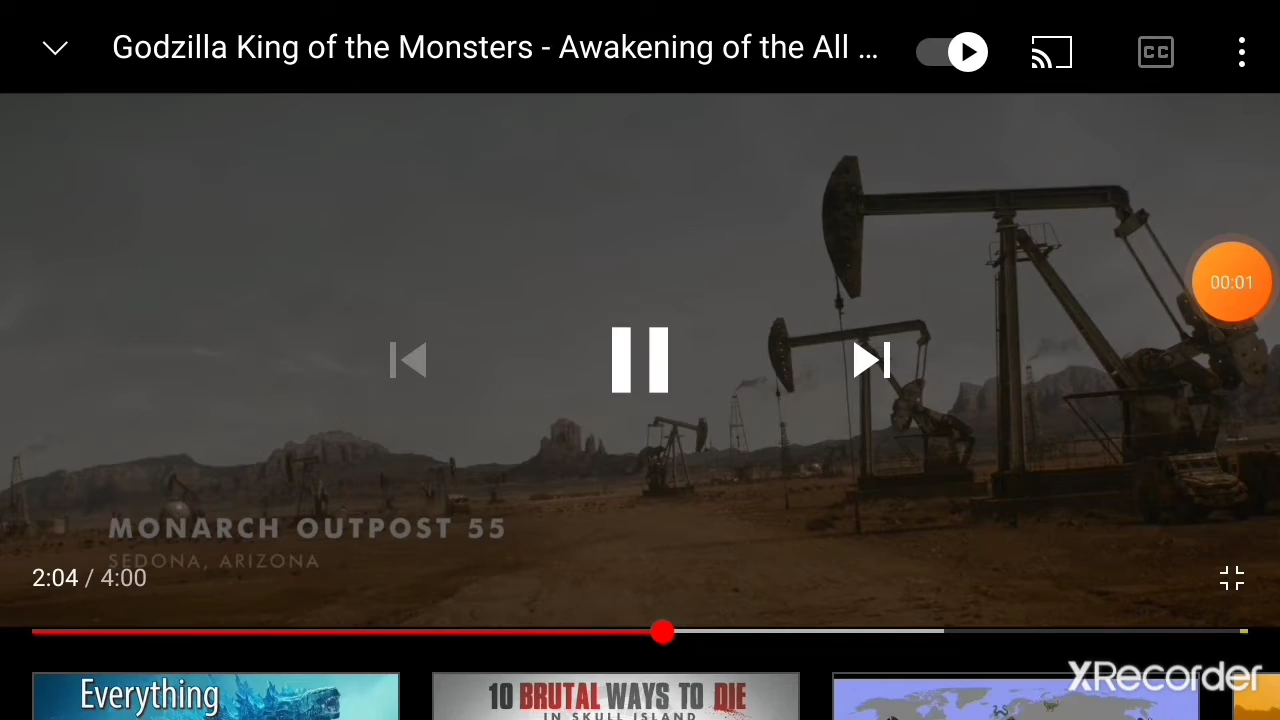 Godzilla King of the Monsters - Awakening of the All ...
CC
00:01
MONARCH OUTPOST 55
SEDONA, ARIZONA
2:04 / 4:00
XRecorder
Everything
10 BRUTAL WAYS TO DIE
IN SKULL ISLAND